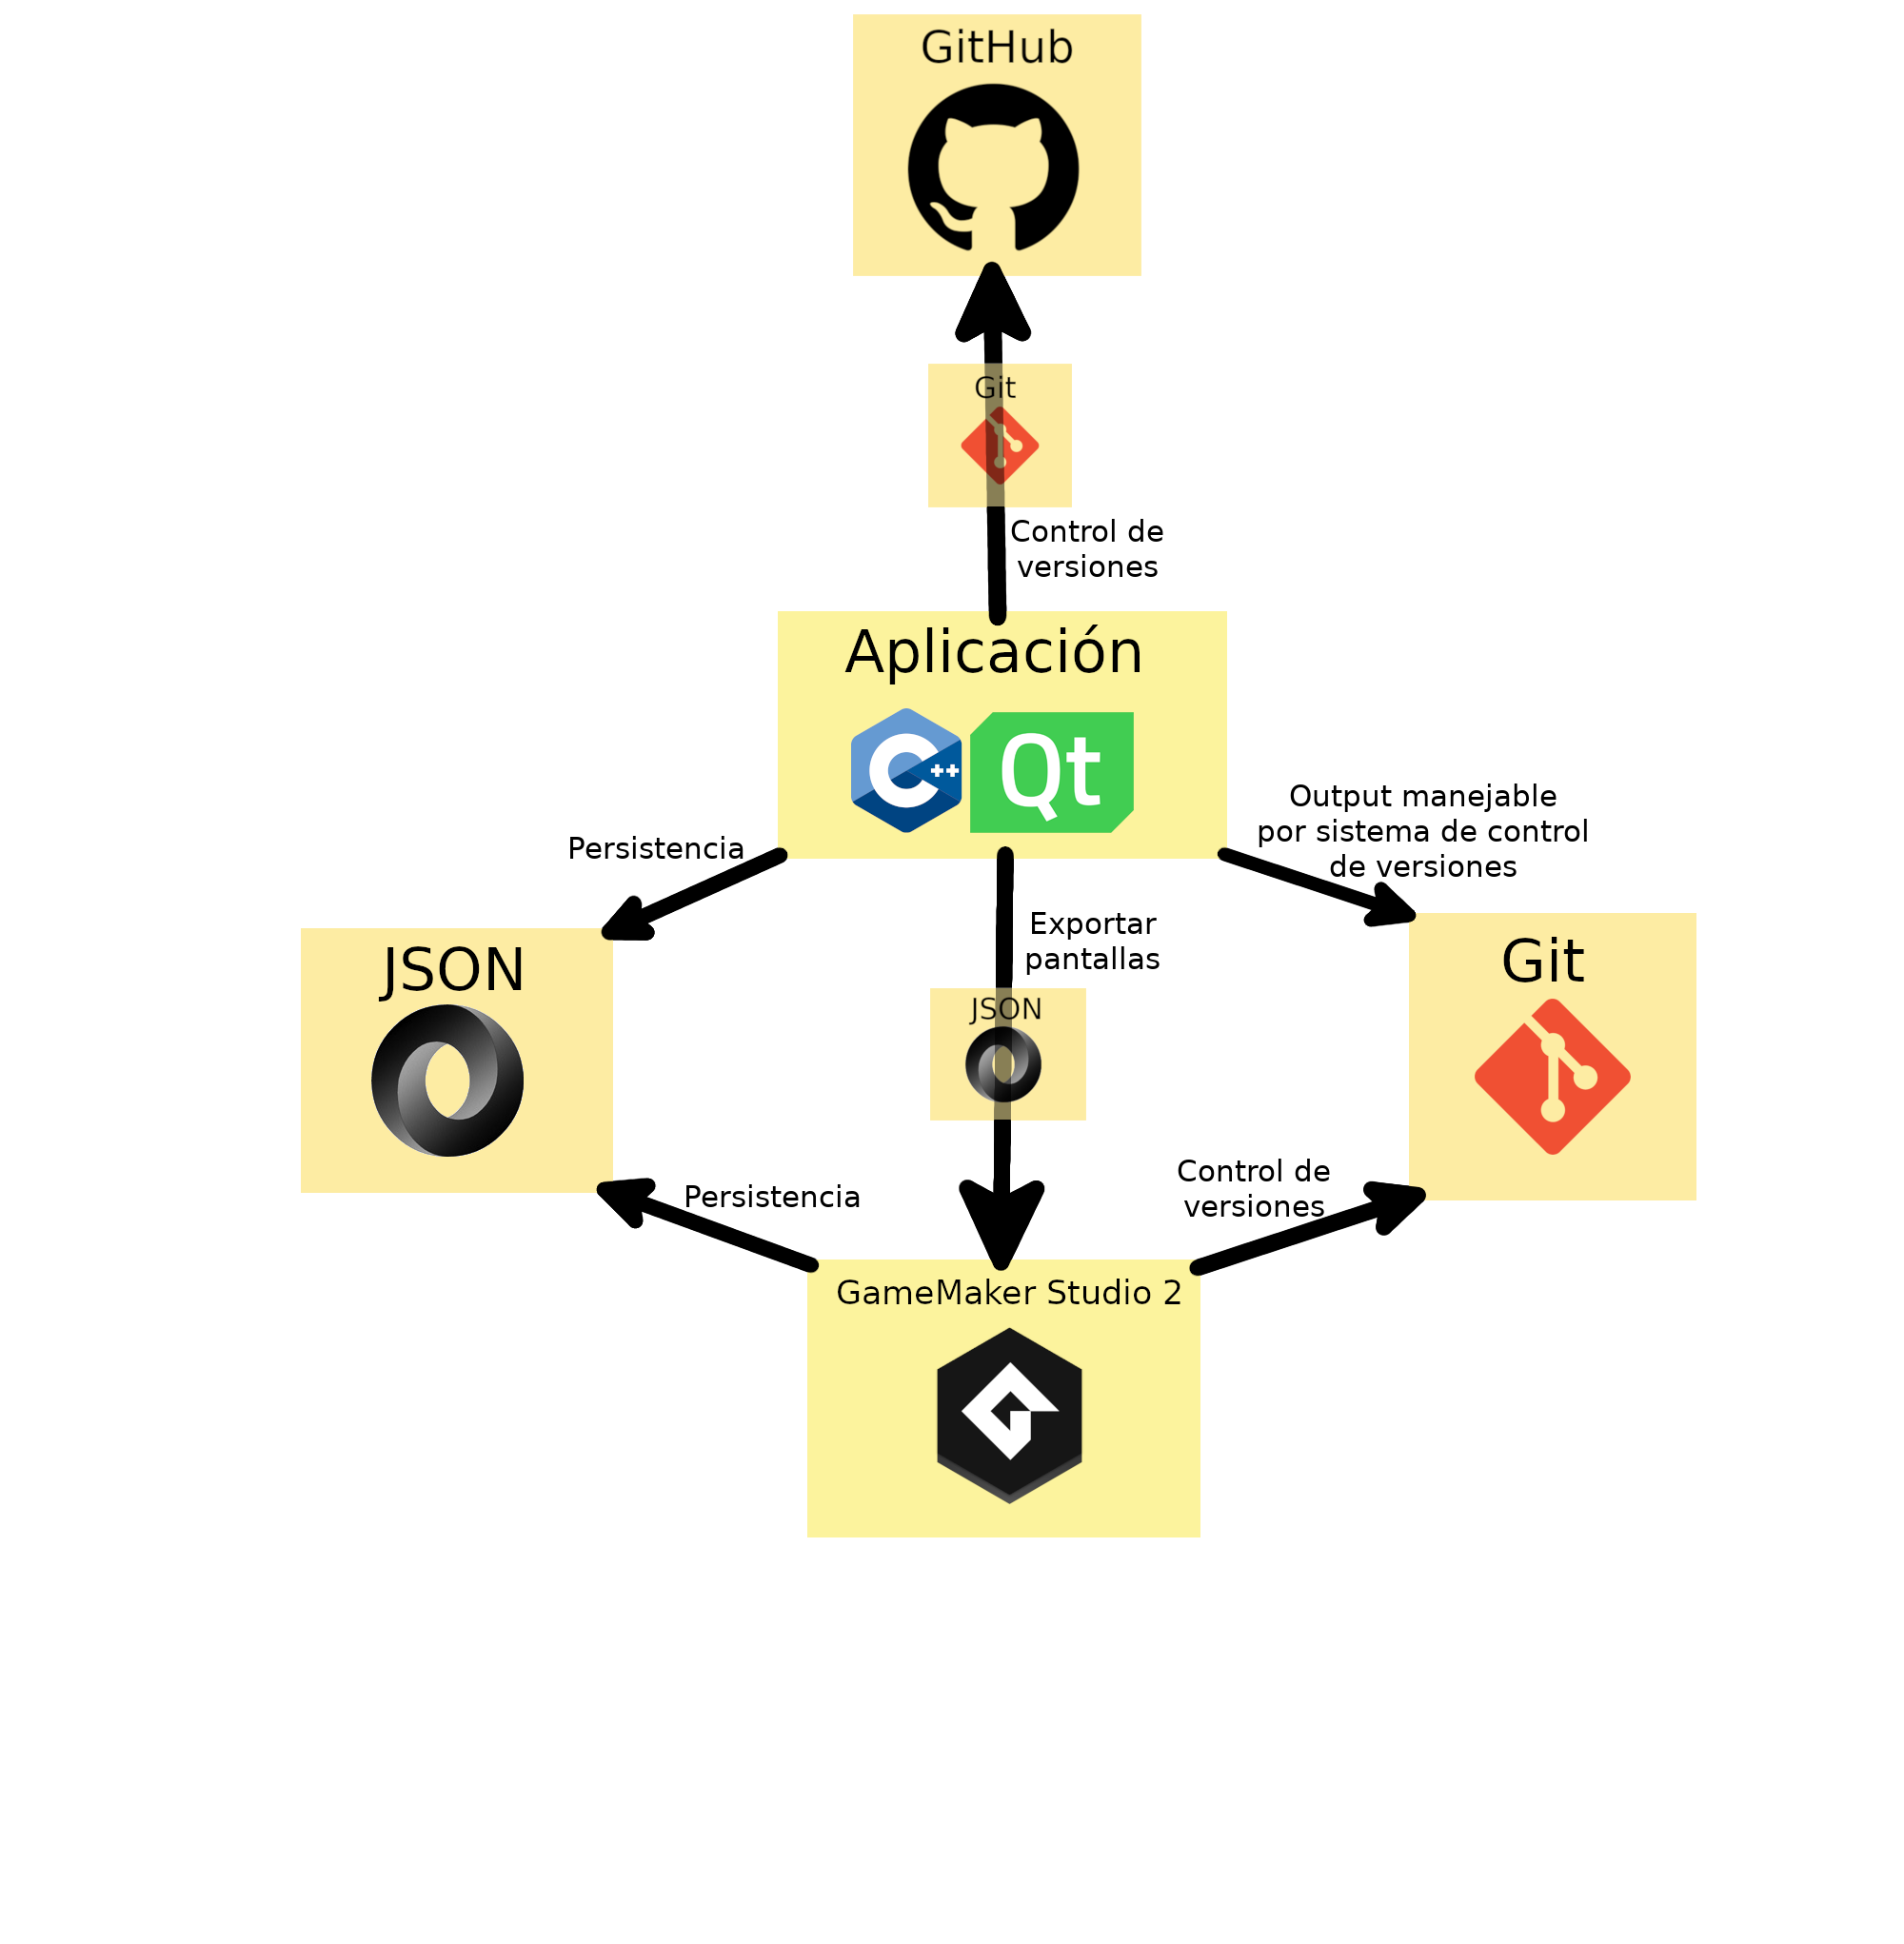 GitHub
Git
Control de
versiones
Aplicación
C++
Qt
Persistencia
Output manejable
por sistema de control
de versiones
Exportar
pantallas
JSON
JSON
Git
Persistencia
Control de
versiones
GameMaker Studio 2